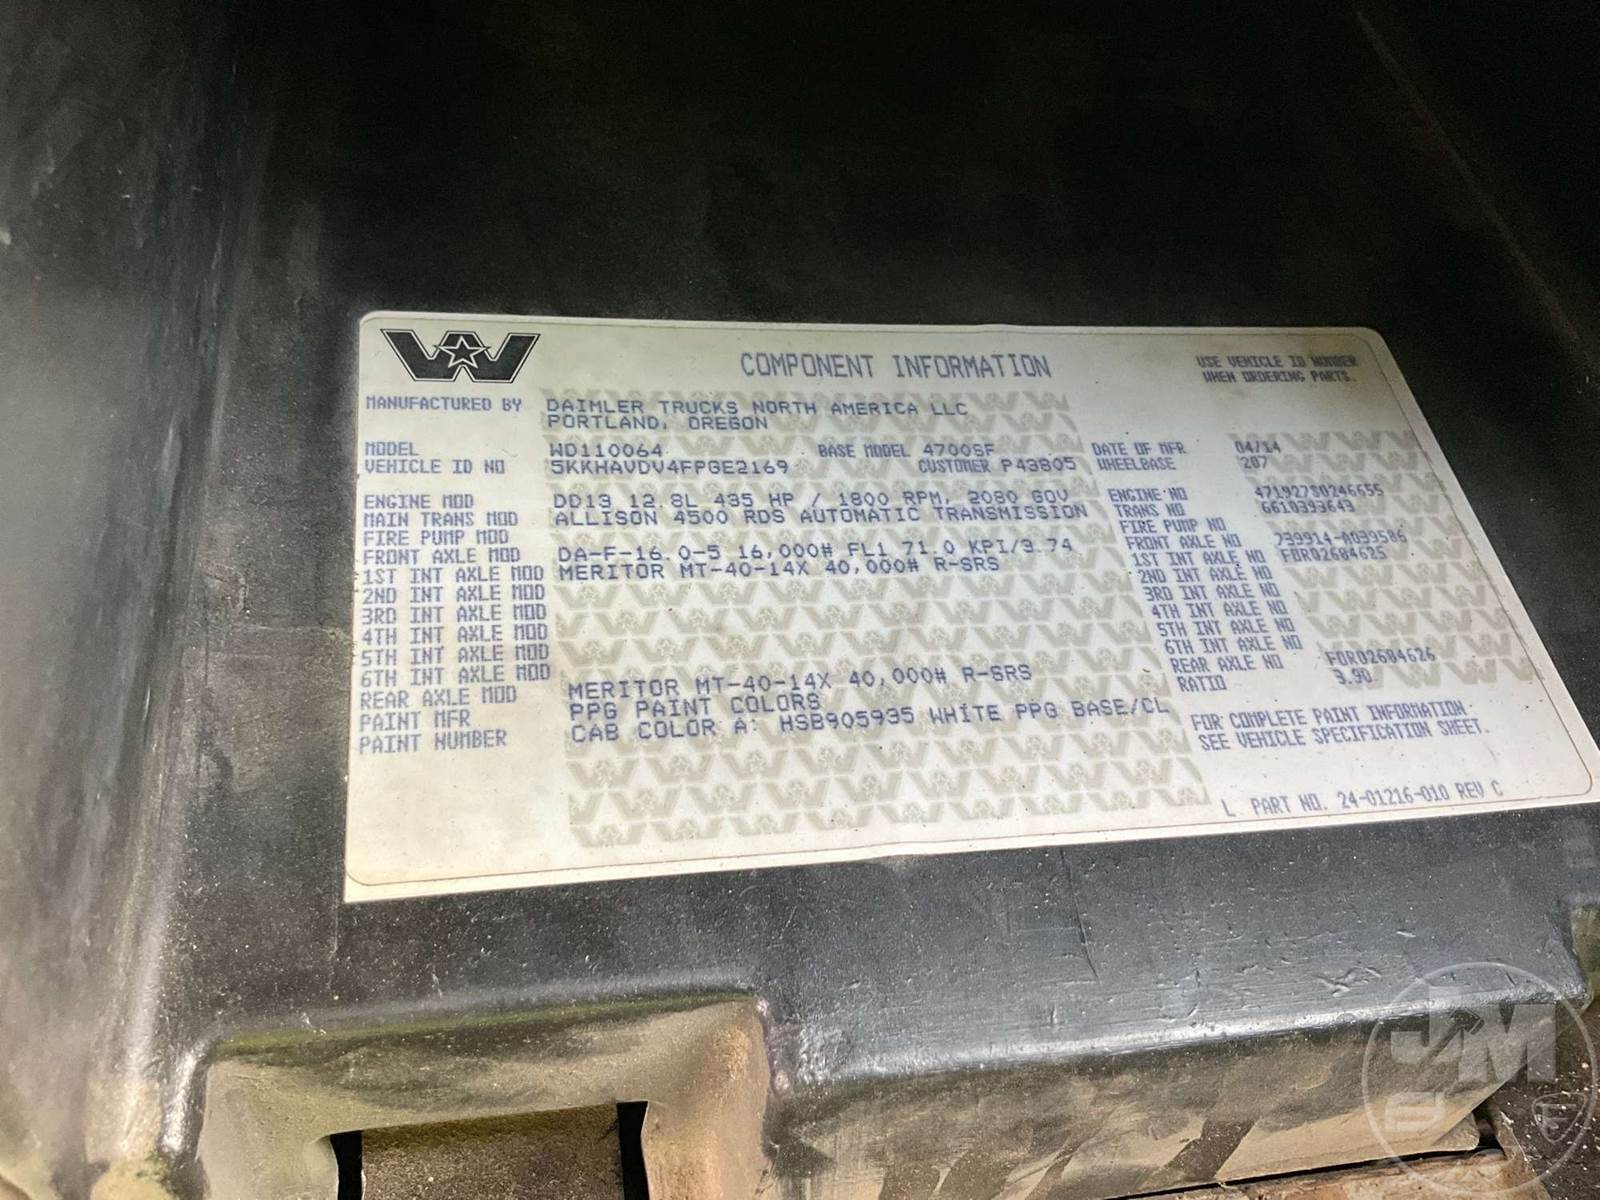 COMPONENT INFORMATION
USE VEHICLE ID NUMBER
WHEN ORDERING PARTS.
MANUFACTURED BY DAIMLER TRUCKS NORTH AMERICA LLC
PORTLAND, OREGON
MODEL WD110064 BASE MODEL 4700SF DATE OF MFR 04/14
VEHICLE ID NO 5KKHAVDV4FPGE2169 CUSTOMER P43805 WHEELBASE 207
ENGINE MOD DD13 12.8L 435 HP / 1800 RPM, 2080 GOV ENGINE NO 471927S0246655
MAIN TRANS MOD ALLISON 4500 RDS AUTOMATIC TRANSMISSION TRANS NO 6610393643
FIRE PUMP MOD FIRE PUMP NO
FRONT AXLE MOD DA-F-16.0-5 16,000# FL1 71.0 KPI/3.74 FRONT AXLE NO 739914-A039586
1ST INT AXLE MOD MERITOR MT-40-14X 40,000# R-SRS 1ST INT AXLE NO FOR02684625
2ND INT AXLE MOD 2ND INT AXLE NO
3RD INT AXLE MOD 3RD INT AXLE NO
4TH INT AXLE MOD 4TH INT AXLE NO
5TH INT AXLE MOD 5TH INT AXLE NO
6TH INT AXLE MOD 6TH INT AXLE NO
REAR AXLE MOD MERITOR MT-40-14X 40,000# R-SRS REAR AXLE NO FOR02684626
PAINT MFR PPG PAINT COLORS RATIO 3.90
PAINT NUMBER CAB COLOR A: HSB905935 WHITE PPG BASE/CL
FOR COMPLETE PAINT INFORMATION
SEE VEHICLE SPECIFICATION SHEET.
L PART NO. 24-01216-010 REV C
JM